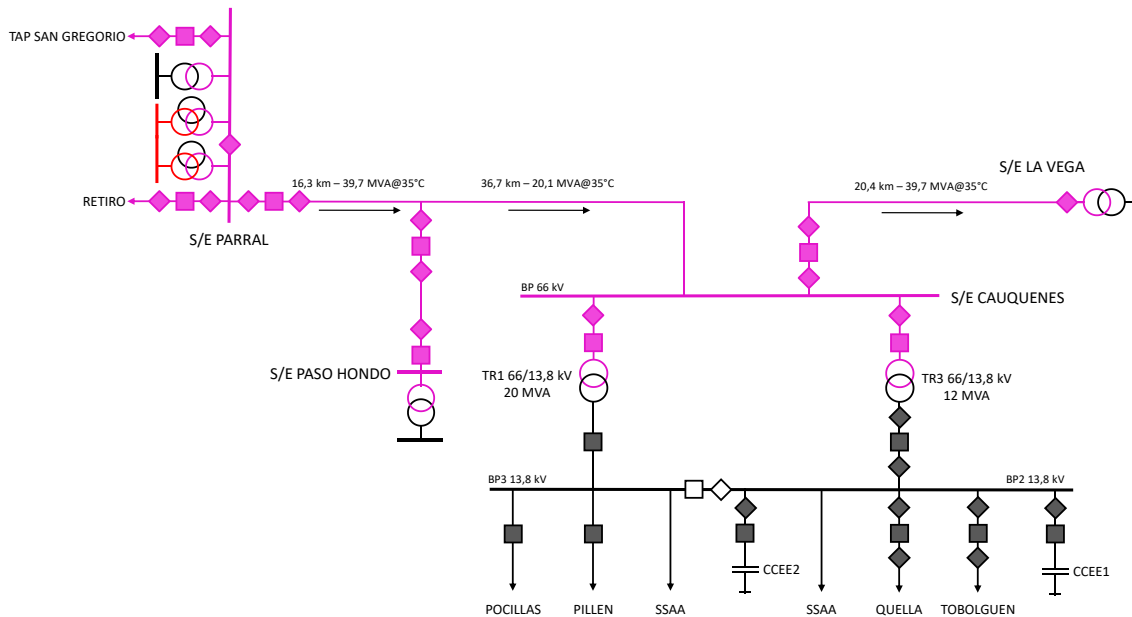 TAP SAN GREGORIO
RETIRO
S/E PARRAL
16,3 km – 39,7 MVA@35°C
36,7 km – 20,1 MVA@35°C
20,4 km – 39,7 MVA@35°C
S/E LA VEGA
BP 66 kV
S/E CAUQUENES
S/E PASO HONDO
TR1 66/13,8 kV
20 MVA
TR3 66/13,8 kV
12 MVA
BP3 13,8 kV
BP2 13,8 kV
CCEE2
CCEE1
POCILLAS
PILLEN
SSAA
SSAA
QUELLA
TOBOLGUEN